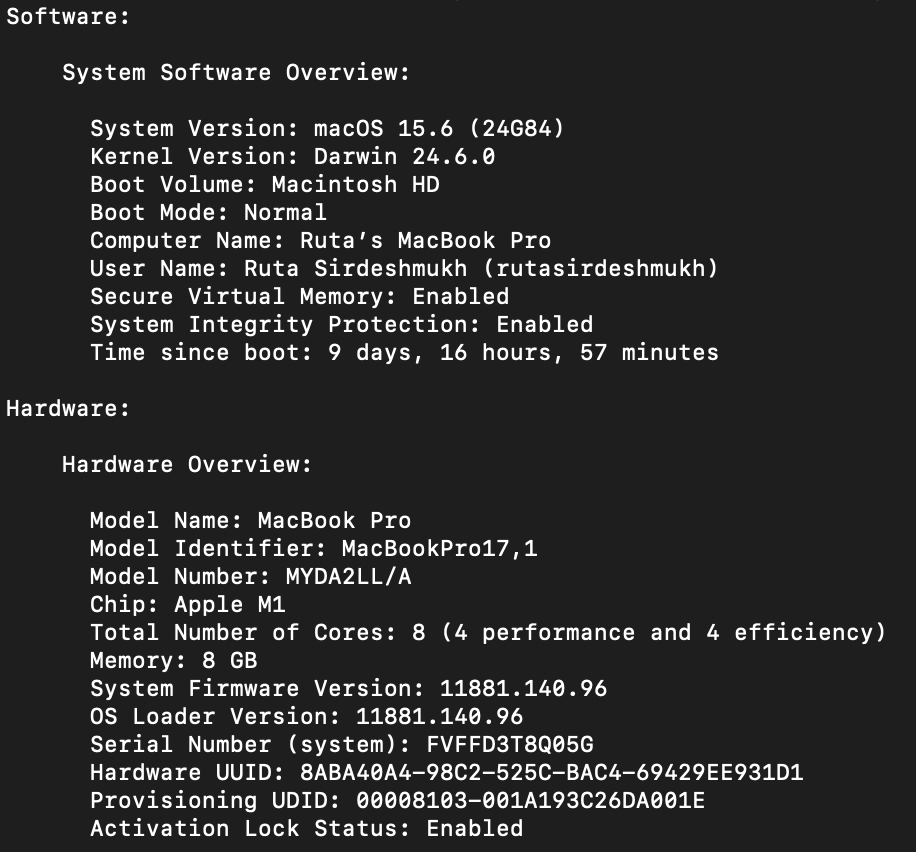 Software:
System Software Overview:
System Version: macOS 15.6 (24G84)
Kernel Version: Darwin 24.6.0
Boot Volume: Macintosh HD
Boot Mode: Normal
Computer Name: Ruta’s MacBook Pro
User Name: Ruta Sirdeshmukh (rutasirdeshmukh)
Secure Virtual Memory: Enabled
System Integrity Protection: Enabled
Time since boot: 9 days, 16 hours, 57 minutes
Hardware:
Hardware Overview:
Model Name: MacBook Pro
Model Identifier: MacBookPro17,1
Model Number: MYDA2LL/A
Chip: Apple M1
Total Number of Cores: 8 (4 performance and 4 efficiency)
Memory: 8 GB
System Firmware Version: 11881.140.96
OS Loader Version: 11881.140.96
Serial Number (system): FVFFD3T8Q05G
Hardware UUID: 8ABA40A4-98C2-525C-BAC4-69429EE931D1
Provisioning UDID: 00008103-001A193C26DA001E
Activation Lock Status: Enabled